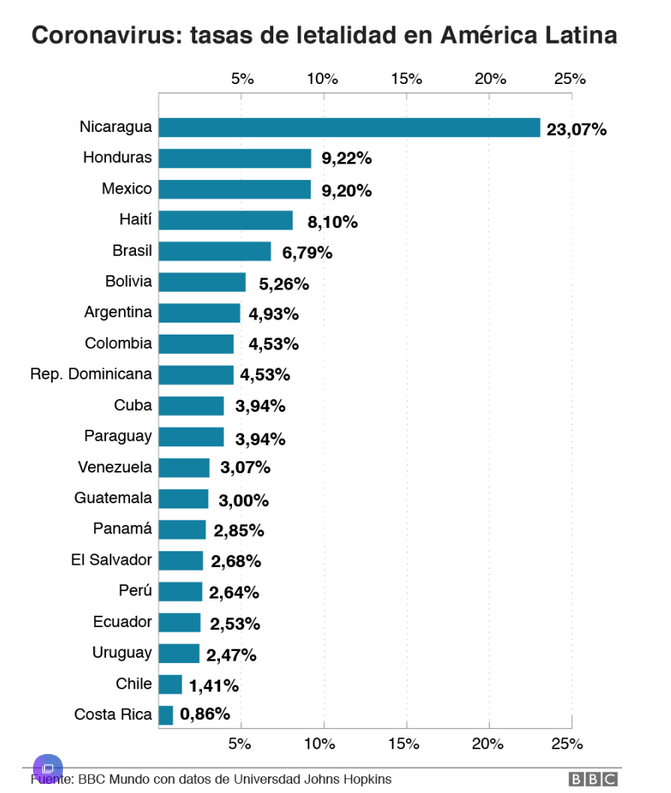 Coronavirus: tasas de letalidad en América Latina
5% 10% 15% 20% 25%
Nicaragua 23,07%
Honduras 9,22%
Mexico 9,20%
Haití 8,10%
Brasil 6,79%
Bolivia 5,26%
Argentina 4,93%
Colombia 4,53%
Rep. Dominicana 4,53%
Cuba 3,94%
Paraguay 3,94%
Venezuela 3,07%
Guatemala 3,00%
Panamá 2,85%
El Salvador 2,68%
Perú 2,64%
Ecuador 2,53%
Uruguay 2,47%
Chile 1,41%
Costa Rica 0,86%
5% 10% 15% 20% 25%
Fuente: BBC Mundo con datos de Universdad Johns Hopkins BBC